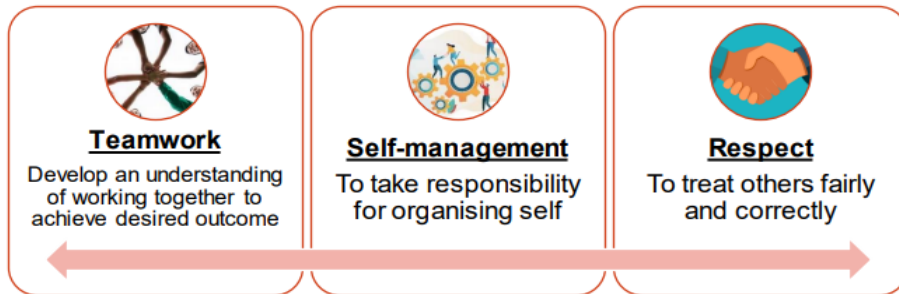 Teamwork
Develop an understanding
of working together to
achieve desired outcome
Self-management
To take responsibility
for organising self
Respect
To treat others fairly
and correctly